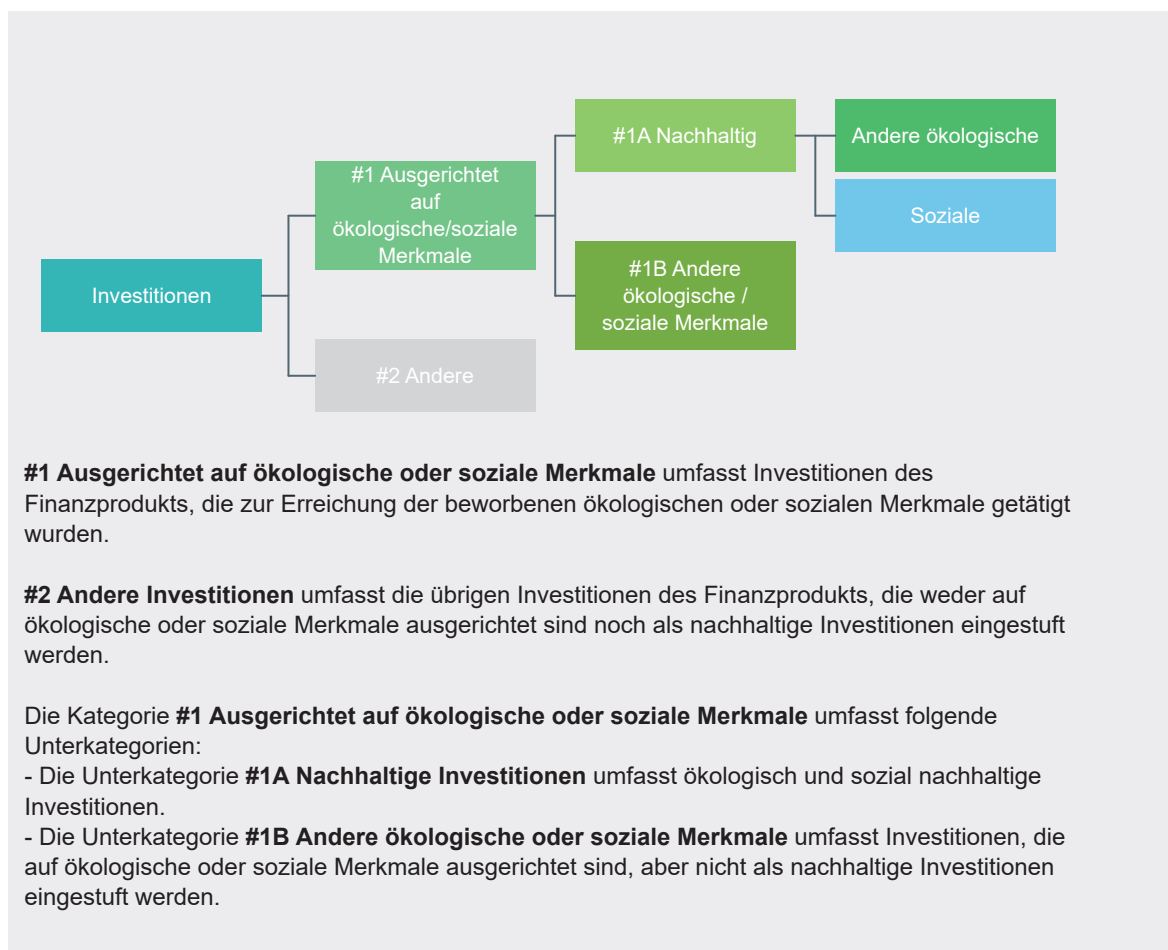 #1A Nachhaltig
Andere ökologische
#1 Ausgerichtet
auf
ökologische/soziale
Merkmale
Soziale
#1B Andere
ökologische /
soziale Merkmale
Investitionen
#2 Andere
#1 Ausgerichtet auf ökologische oder soziale Merkmale umfasst Investitionen des
Finanzprodukts, die zur Erreichung der beworbenen ökologischen oder sozialen Merkmale getätigt
wurden.
#2 Andere Investitionen umfasst die übrigen Investitionen des Finanzprodukts, die weder auf
ökologische oder soziale Merkmale ausgerichtet sind noch als nachhaltige Investitionen eingestuft
werden.
Die Kategorie #1 Ausgerichtet auf ökologische oder soziale Merkmale umfasst folgende
Unterkategorien:
- Die Unterkategorie #1A Nachhaltige Investitionen umfasst ökologisch und sozial nachhaltige
Investitionen.
- Die Unterkategorie #1B Andere ökologische oder soziale Merkmale umfasst Investitionen, die
auf ökologische oder soziale Merkmale ausgerichtet sind, aber nicht als nachhaltige Investitionen
eingestuft werden.